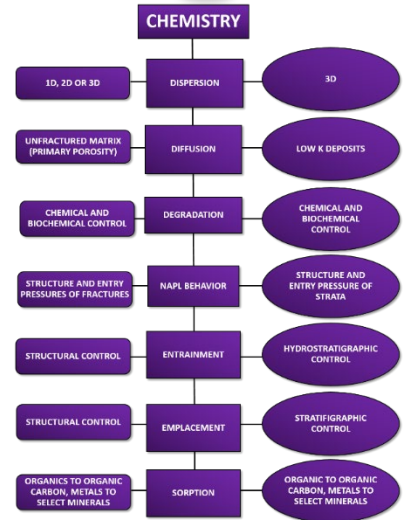 CHEMISTRY
1D, 2D OR 3D
DISPERSION
3D
UNFRACTURED MATRIX
(PRIMARY POROSITY)
DIFFUSION
LOW K DEPOSITS
CHEMICAL AND
BIOCHEMICAL CONTROL
DEGRADATION
CHEMICAL AND
BIOCHEMICAL
CONTROL
STRUCTURE AND ENTRY
PRESSURES OF FRACTURES
NAPL BEHAVIOR
STRUCTURE AND
ENTRY PRESSURE OF
STRATA
STRUCTURAL CONTROL
ENTRAINMENT
HYDROSTRATIGRAPHIC
CONTROL
STRUCTURAL CONTROL
EMPLACEMENT
STRATIFIGRAPHIC
CONTROL
ORGANICS TO ORGANIC
CARBON, METALS TO
SELECT MINERALS
SORPTION
ORGANIC TO ORGANIC
CARBON, METALS TO
SELECT MINERALS